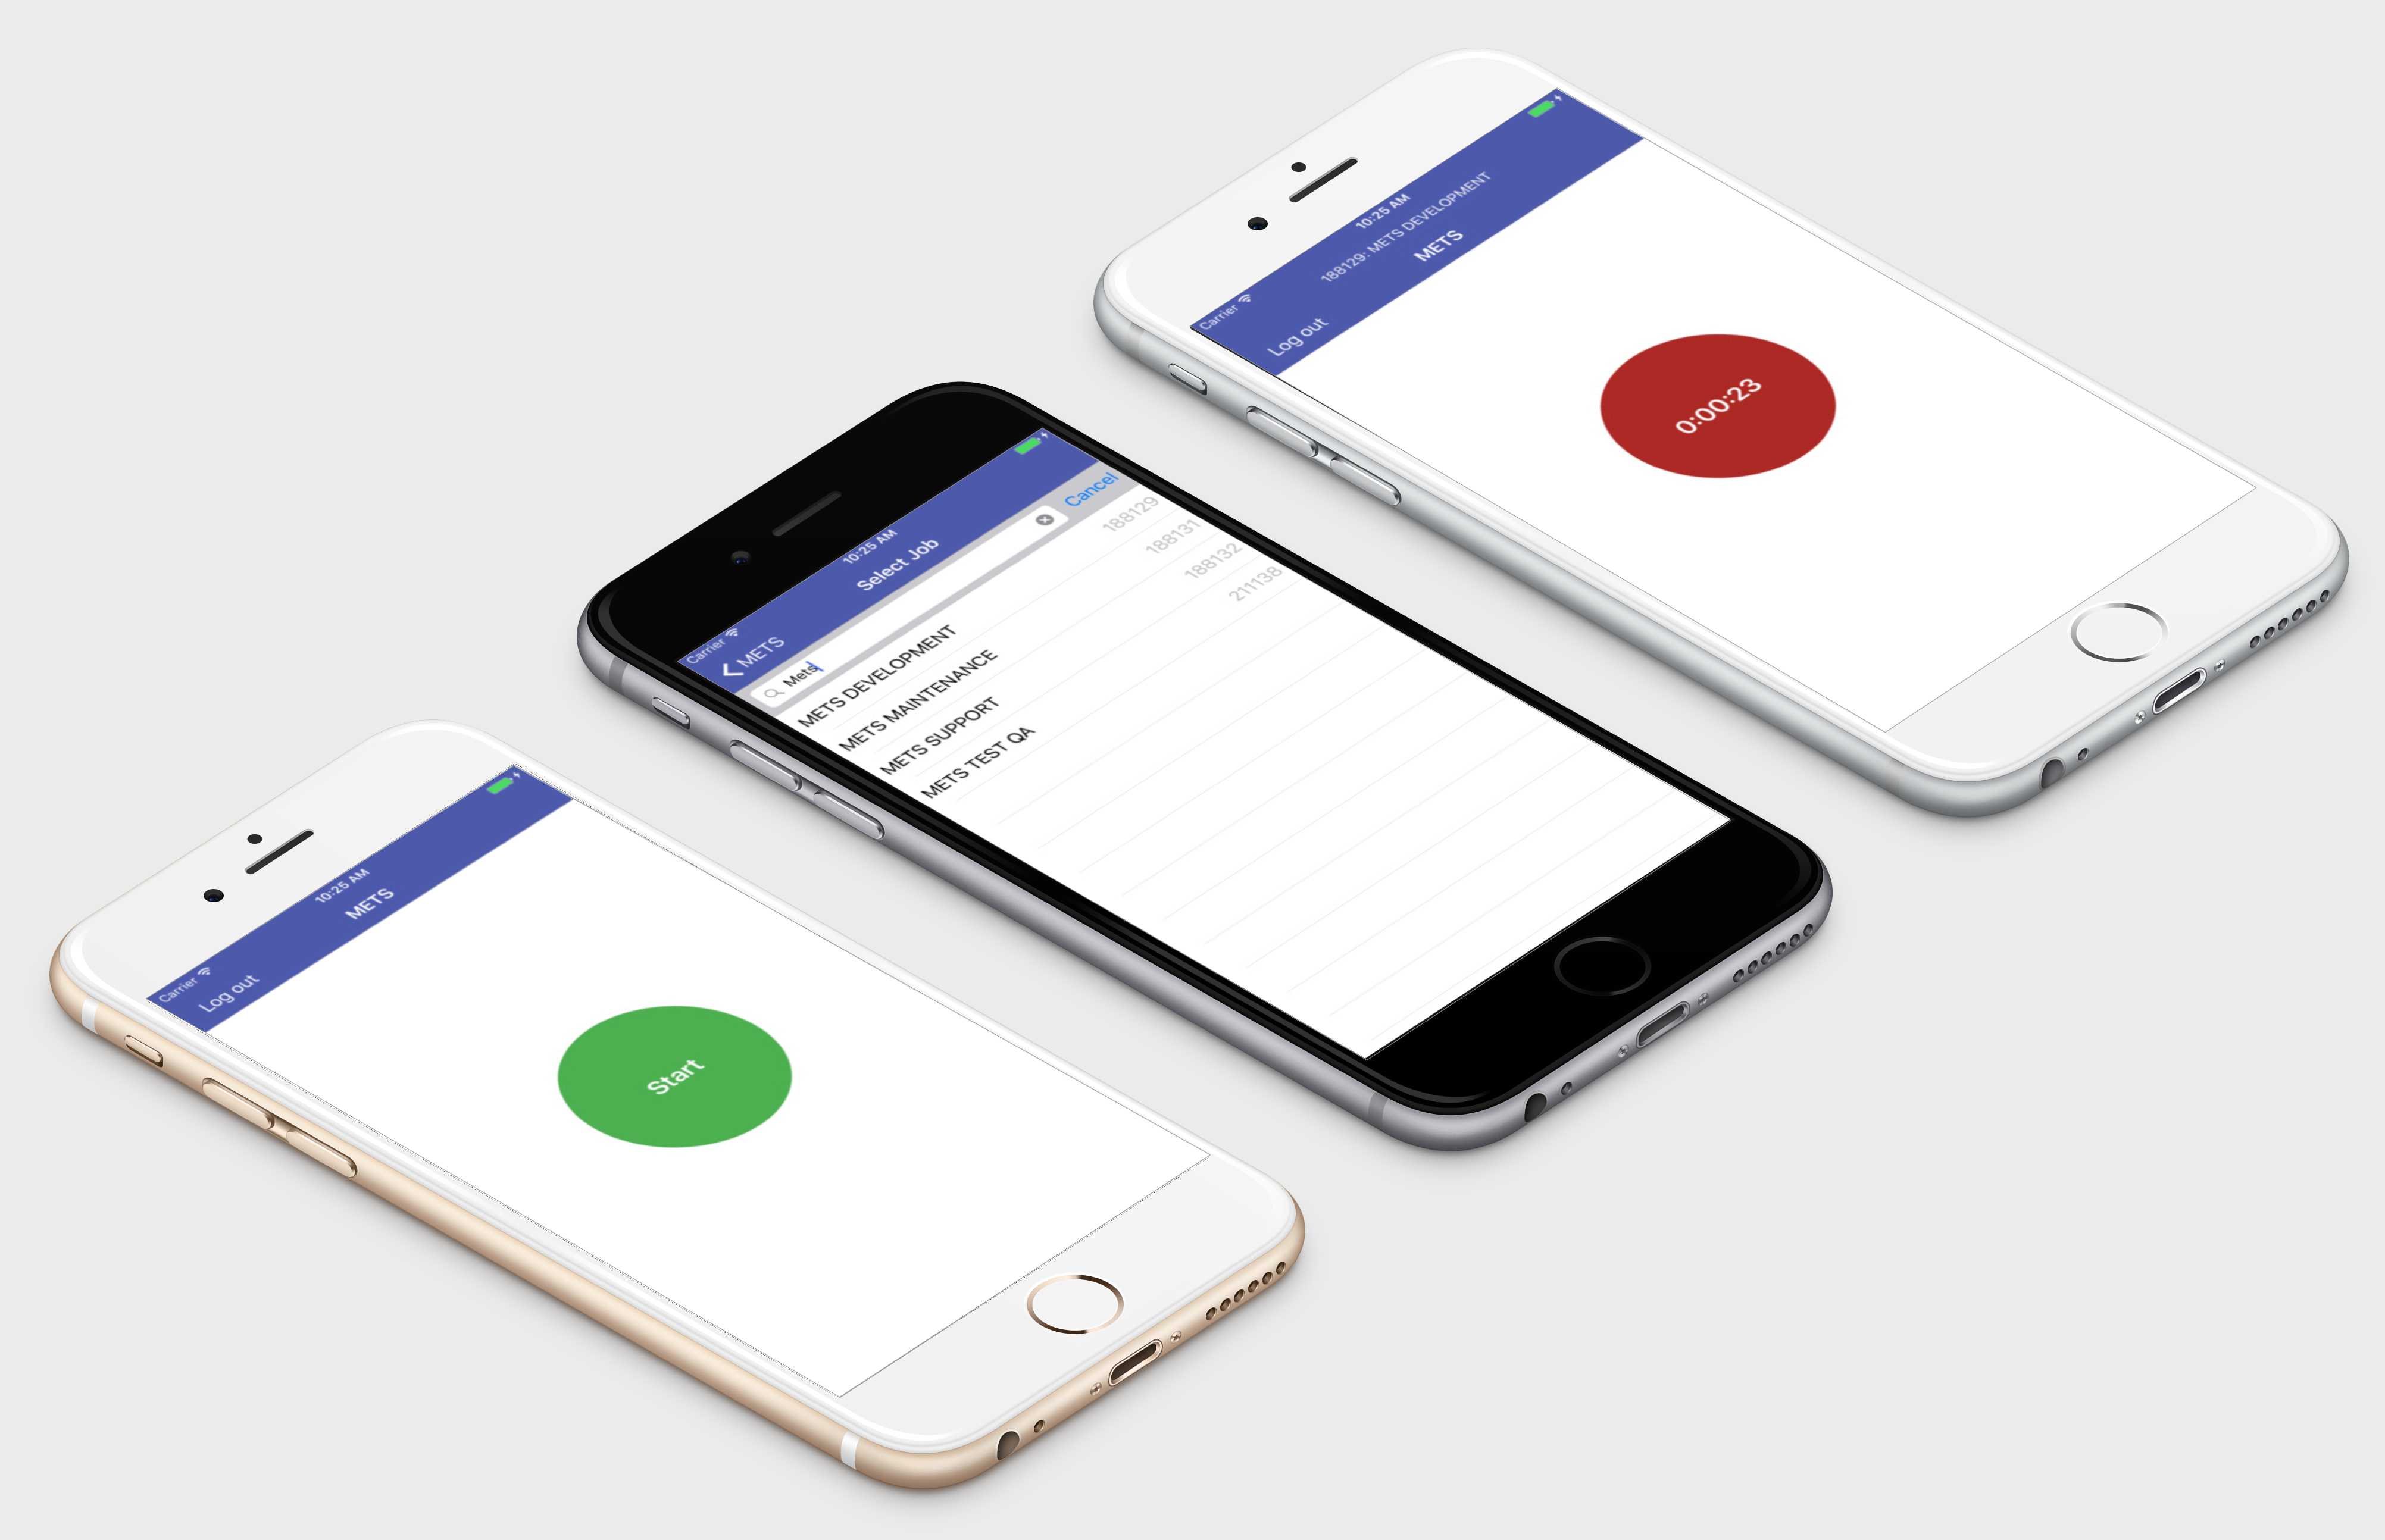 Carrier 10:25 AM
Log out METS
Start
Carrier 10:25 AM
METS Select Job
Mets Cancel
METS DEVELOPMENT 188129
METS MAINTENANCE 188131
METS SUPPORT 188132
METS TEST QA 211138
Carrier 10:25 AM
188129: METS DEVELOPMENT
Log out METS
0:00:23